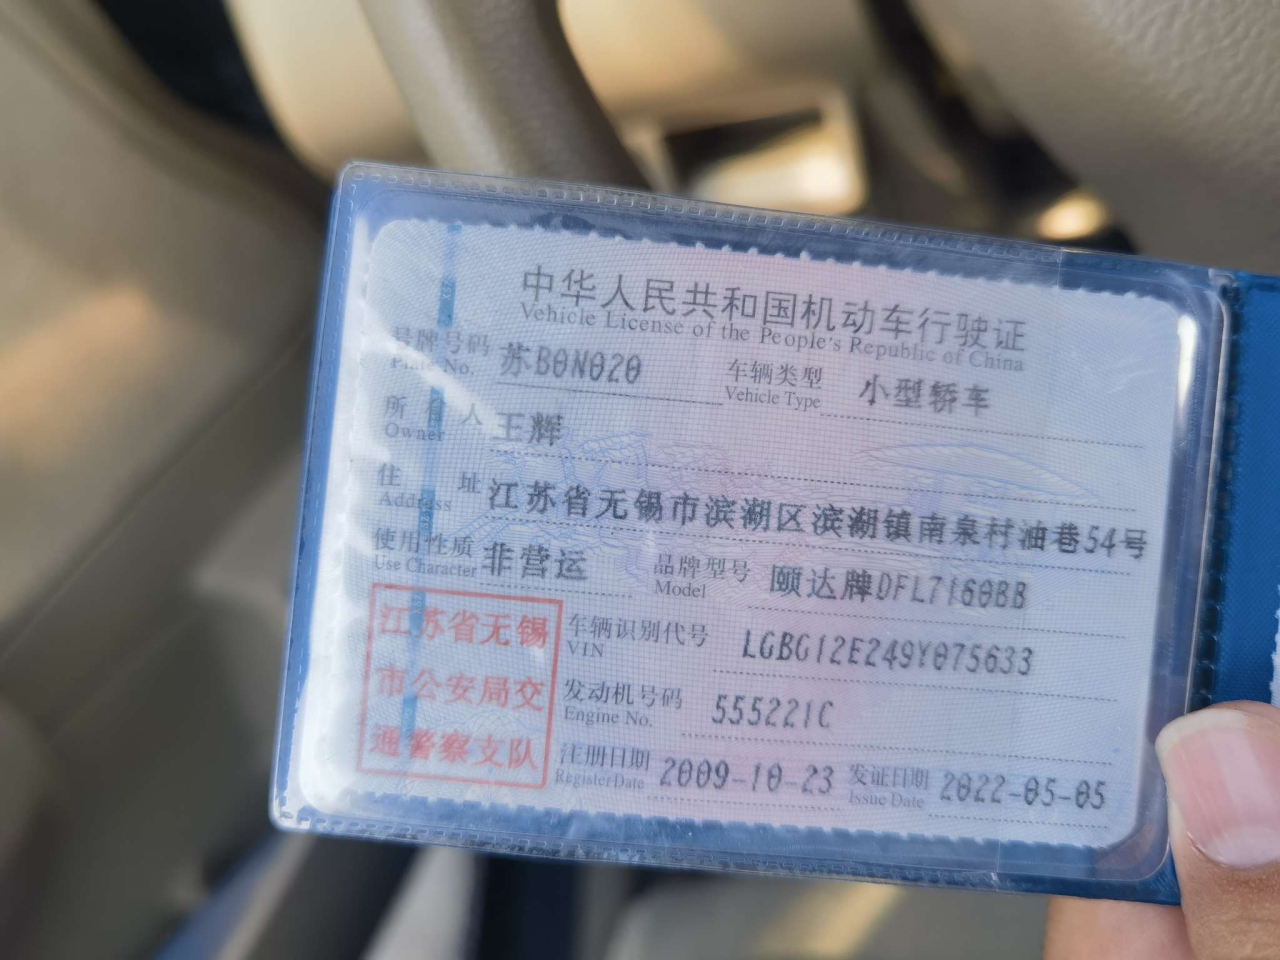 中华人民共和国机动车行驶证
Vehicle License of the People's Republic of China
号牌号码 苏B0N020 车辆类型 小型轿车
Plate No. Vehicle Type
所有人 王辉
Owner
住址 江苏省无锡市滨湖区滨湖镇南泉村油巷54号
Address
使用性质 非营运 品牌型号 颐达牌DFL7160BB
Use Character Model
江苏省无锡
市公安局交
通警察支队
车辆识别代号 LGBG12E249Y075633
VIN
发动机号码 555221C
Engine No.
注册日期 2009-10-23 发证日期 2022-05-05
Register Date Issue Date